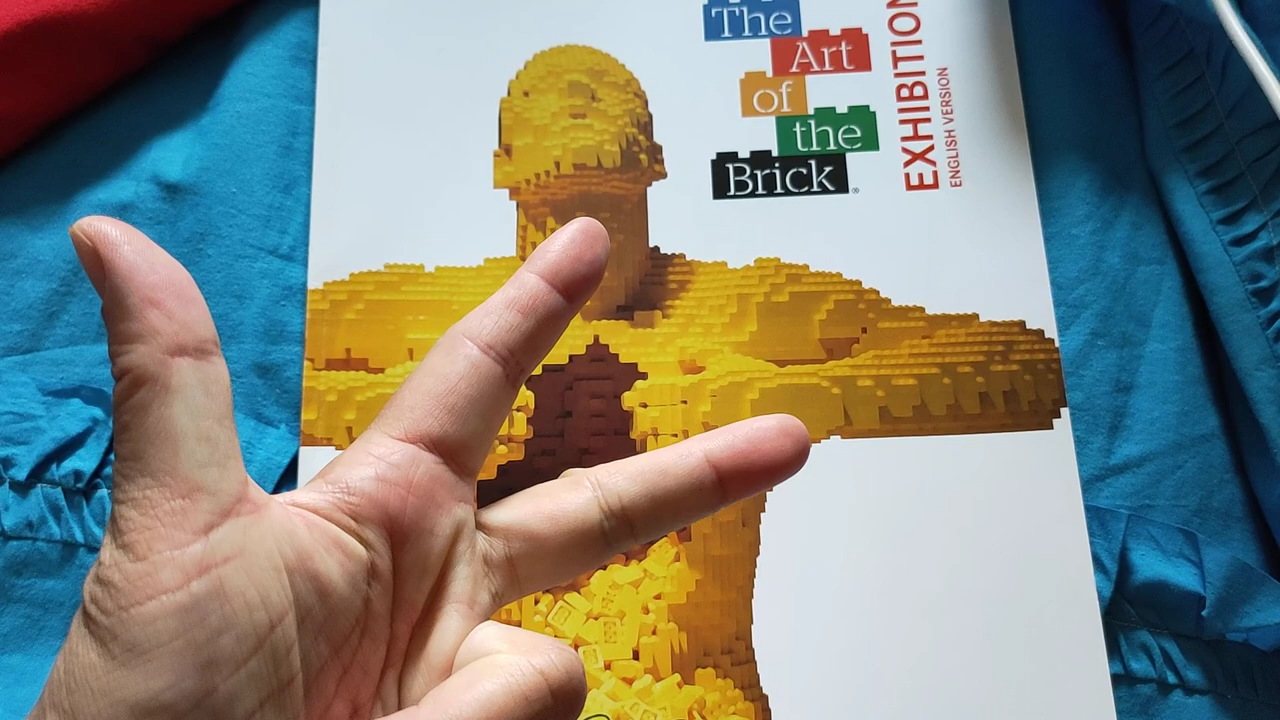 The
Art
of
the
Brick®
EXHIBITION
ENGLISH VERSION